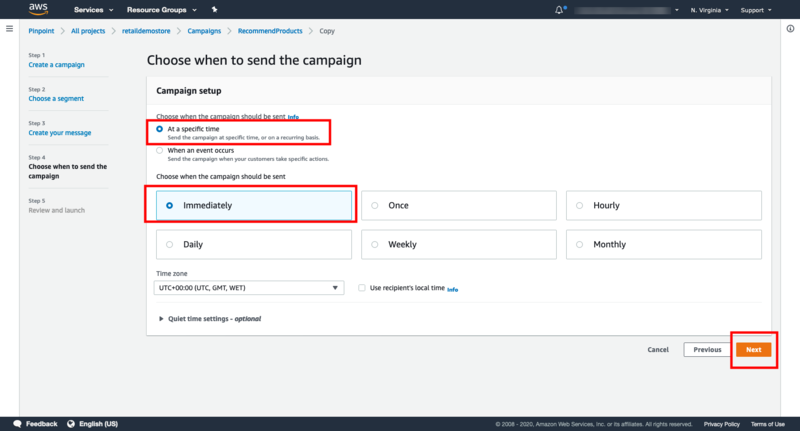 aws
Services
Resource Groups
N. Virginia
Support
Pinpoint
All projects
retaildemostore
Campaigns
RecommendProducts
Copy
Step 1
Create a campaign
Step 2
Choose a segment
Step 3
Create your message
Step 4
Choose when to send the
campaign
Step 5
Review and launch
Choose when to send the campaign
Campaign setup
Choose when the campaign should be sent Info
At a specific time
Send the campaign at specific time, or on a recurring basis.
When an event occurs
Send the campaign when your customers take specific actions.
Choose when the campaign should be sent
Immediately
Once
Hourly
Daily
Weekly
Monthly
Time zone
UTC+00:00 (UTC, GMT, WET)
Use recipient's local time Info
Quiet time settings - optional
Cancel
Previous
Next
Feedback
English (US)
© 2008 - 2020, Amazon Web Services, Inc. or its affiliates. All rights reserved.
Privacy Policy
Terms of Use